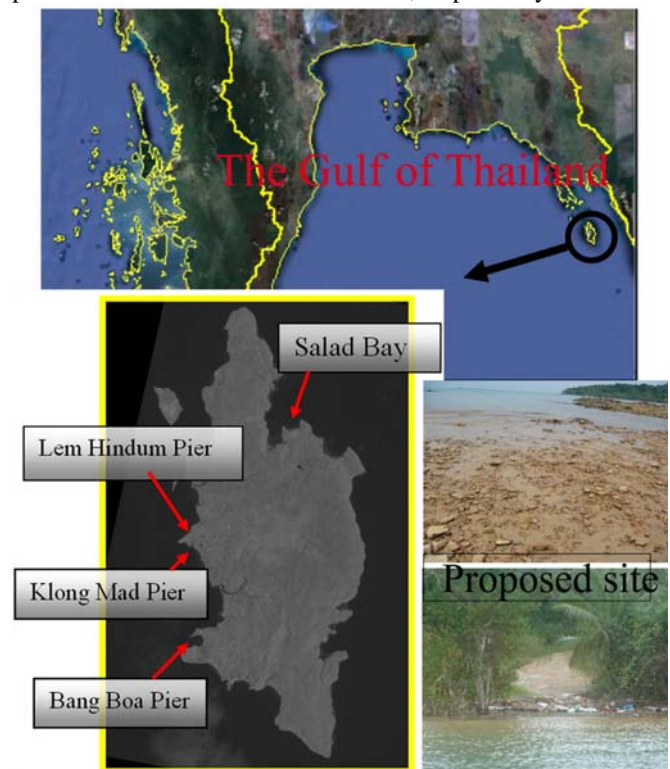 The Gulf of Thailand
Salad Bay
Lem Hindum Pier
Klong Mad Pier
Proposed site
Bang Boa Pier